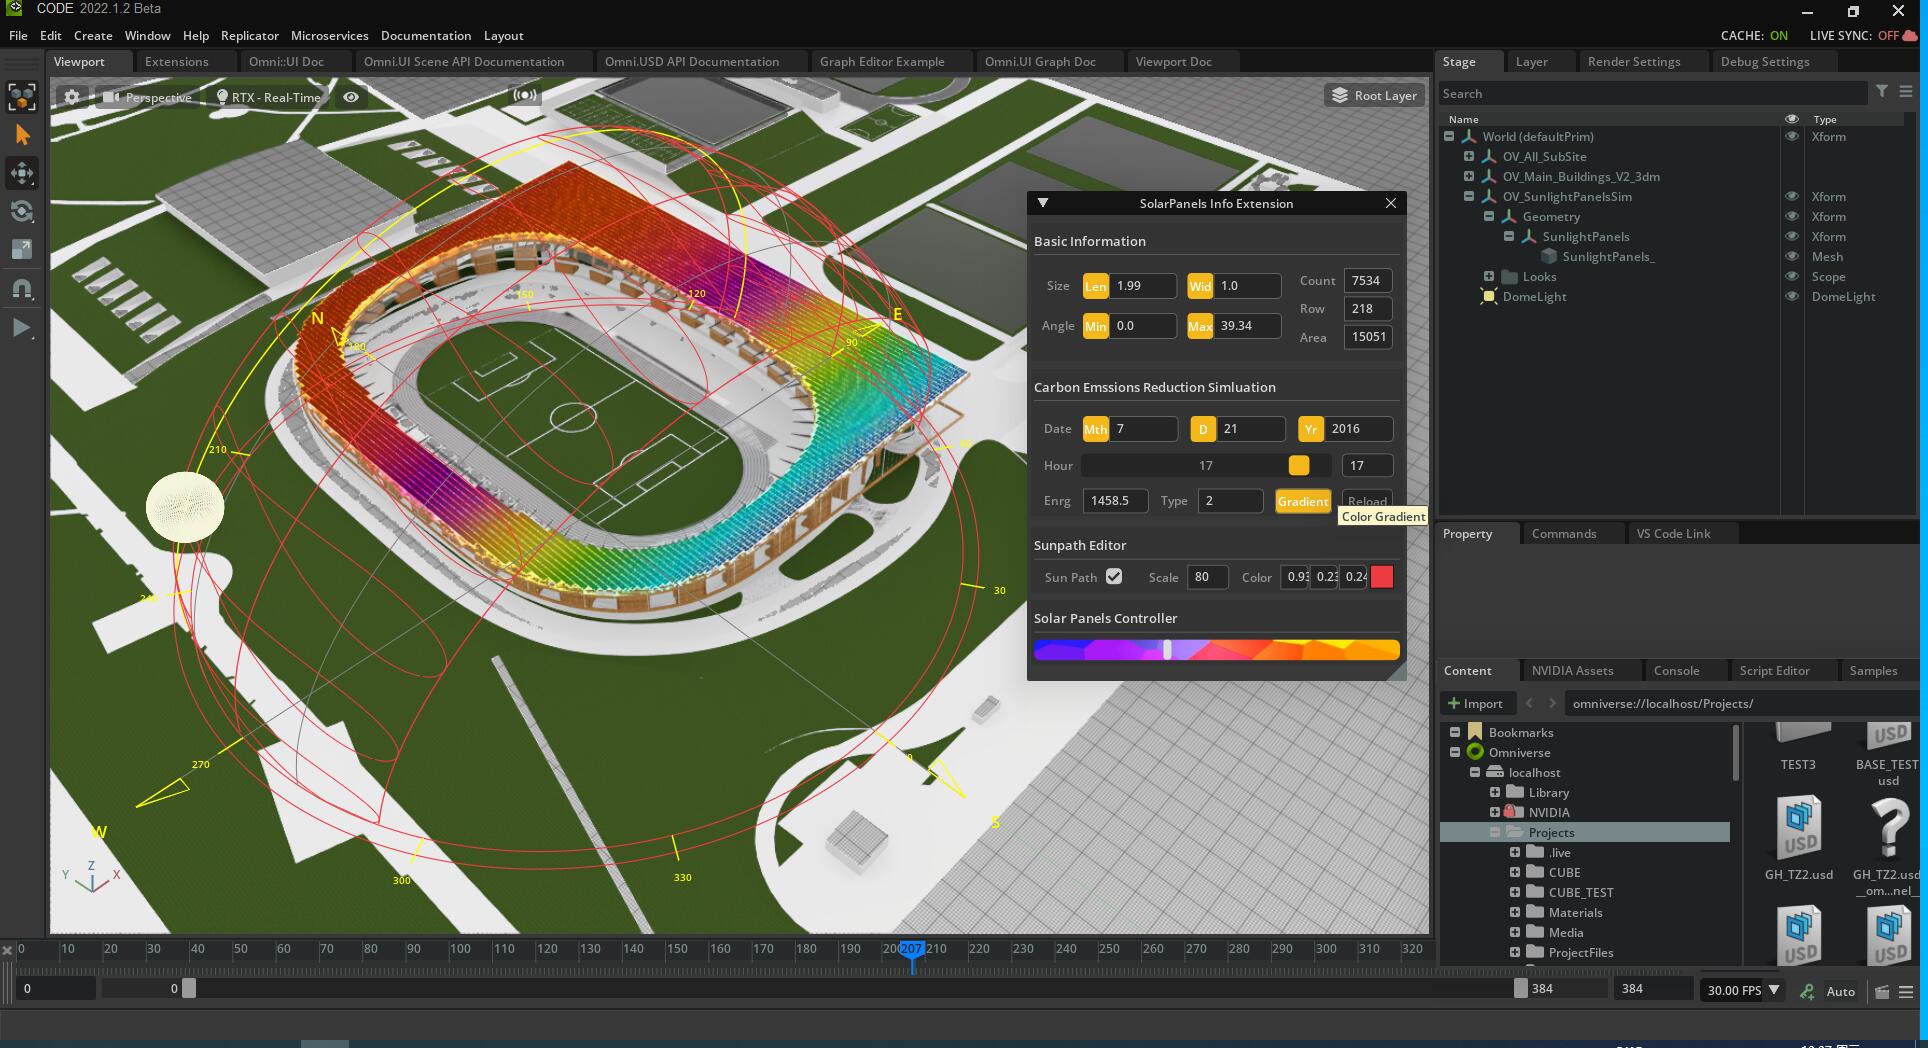 CODE 2022.1.2 Beta
File Edit Create Window Help Replicator Microservices Documentation Layout
CACHE: ON LIVE SYNC: OFF
Viewport Extensions Omni::UI Doc Omni.UI Scene API Documentation Omni.USD API Documentation Graph Editor Example Omni.UI Graph Doc Viewport Doc
Perspective RTX - Real-Time
Root Layer
N
E
W
S
150
120
180
90
60
210
240
30
270
300
330
0
Z
Y X
SolarPanels Info Extension
Basic Information
Size Len 1.99 Wid 1.0 Count 7534
Row 218
Angle Min 0.0 Max 39.34
Area 15051
Carbon Emssions Reduction Simluation
Date Mth 7 D 21 Yr 2016
Hour 17 17
Enrg 1458.5 Type 2 Gradient Reload
Color Gradient
Sunpath Editor
Sun Path Scale 80 Color 0.93 0.23 0.24
Solar Panels Controller
Stage Layer Render Settings Debug Settings
Search
Name Type
World (defaultPrim) Xform
OV_All_SubSite
OV_Main_Buildings_V2_3dm
OV_SunlightPanelsSim Xform
Geometry Xform
SunlightPanels Xform
SunlightPanels_ Mesh
Looks Scope
DomeLight DomeLight
Property Commands VS Code Link
Content NVIDIA Assets Console Script Editor Samples
Import omniverse://localhost/Projects/
Bookmarks
Omniverse
localhost
Library
NVIDIA
Projects
.live
CUBE
CUBE_TEST
Materials
Media
ProjectFiles
USD
TEST3 BASE_TEST
usd
USD
GH_TZ2.usd GH_TZ2.usd
__om...nel_
USD USD
0 10 20 30 40 50 60 70 80 90 100 110 120 130 140 150 160 170 180 190 200 207 210 220 230 240 250 260 270 280 290 300 310 320
0 0 384 384 30.00 FPS Auto